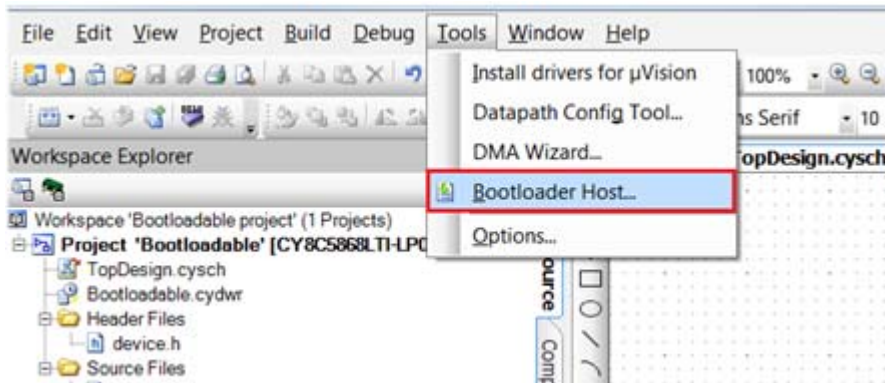 File Edit View Project Build Debug Tools Window Help
Install drivers for µVision
100%
Datapath Config Tool...
ns Serif
10
DMA Wizard...
Workspace Explorer
TopDesign.cysch
Bootloader Host...
Workspace 'Bootloadable project' (1 Projects)
Project 'Bootloadable' [CY8C5868LTI-LP0
Options...
TopDesign.cysch
Bootloadable.cydwr
Header Files
device.h
Source Files
ource
Comp